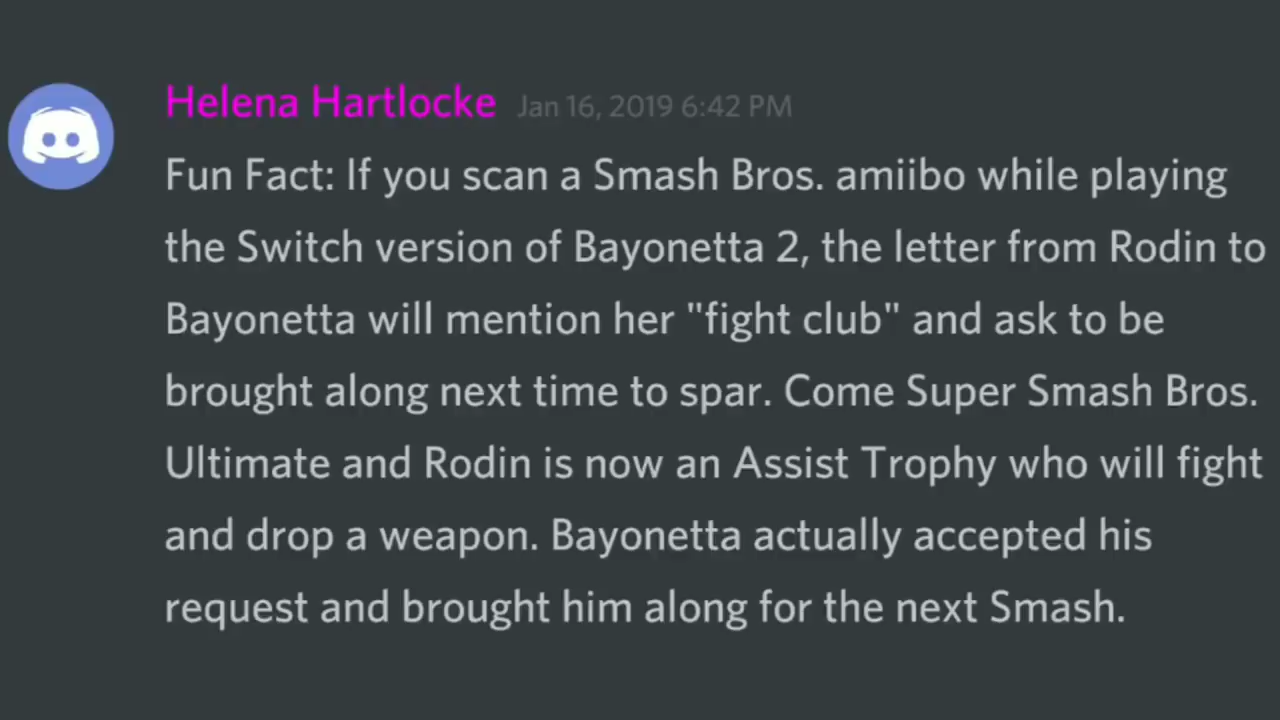 Helena Hartlocke Jan 16, 2019 6:42 PM
Fun Fact: If you scan a Smash Bros. amiibo while playing
the Switch version of Bayonetta 2, the letter from Rodin to
Bayonetta will mention her "fight club" and ask to be
brought along next time to spar. Come Super Smash Bros.
Ultimate and Rodin is now an Assist Trophy who will fight
and drop a weapon. Bayonetta actually accepted his
request and brought him along for the next Smash.